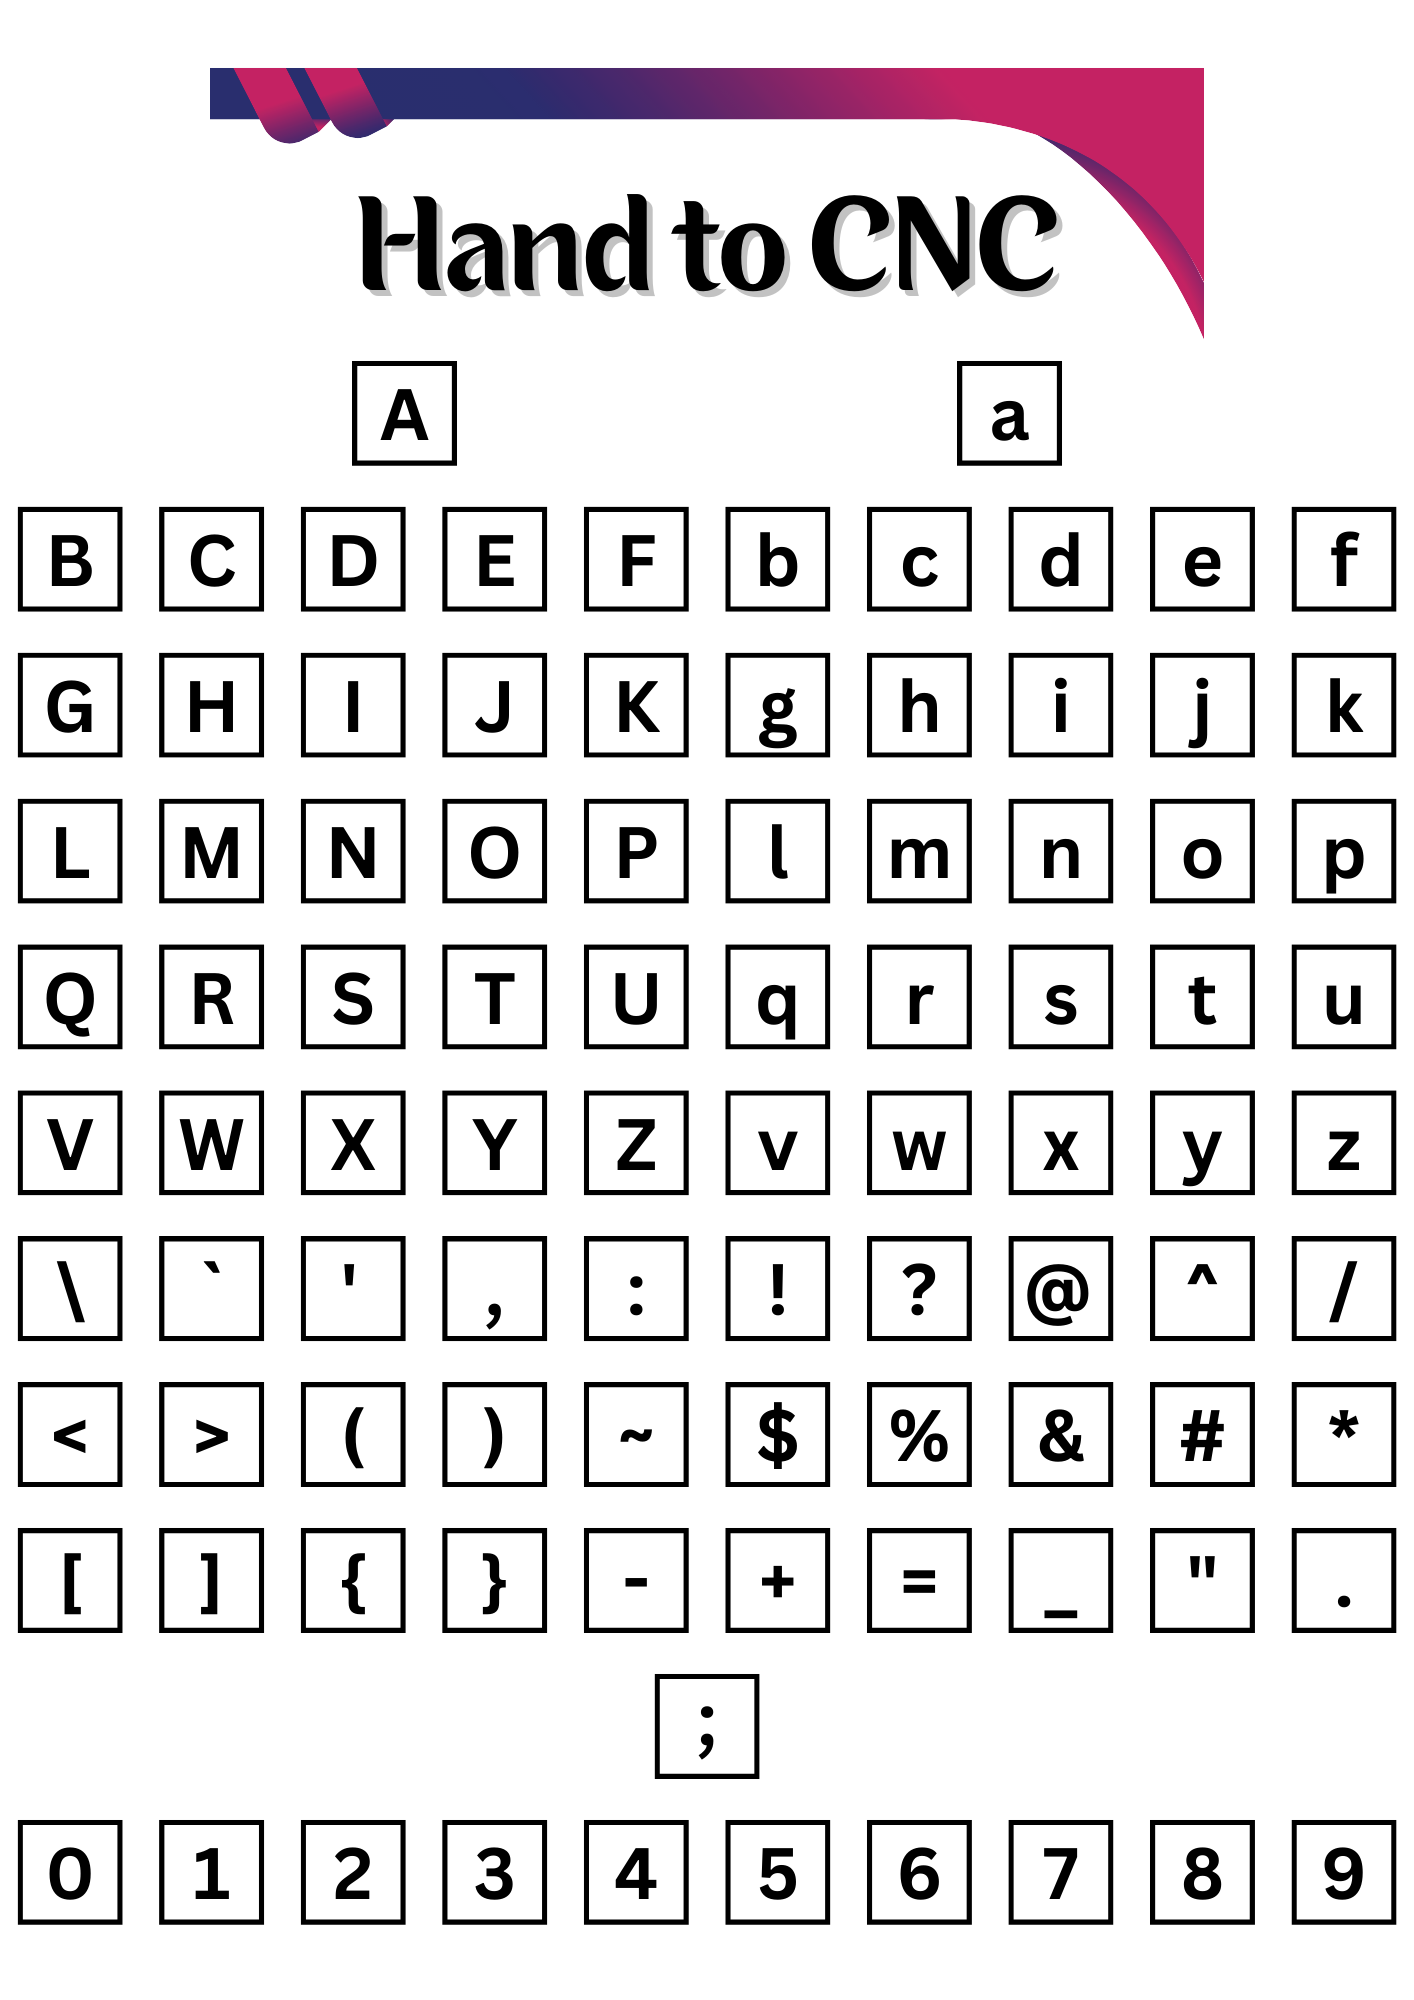 Hand to CNC
A a
B C D E F b c d e f
G H I J K g h i j k
L M N O P l m n o p
Q R S T U q r s t u
V W X Y Z v w x y z
\ ` ' , : ! ? @ ^ /
< > ( ) ~ $ % & # *
[ ] { } - + = _ " .
;
0 1 2 3 4 5 6 7 8 9